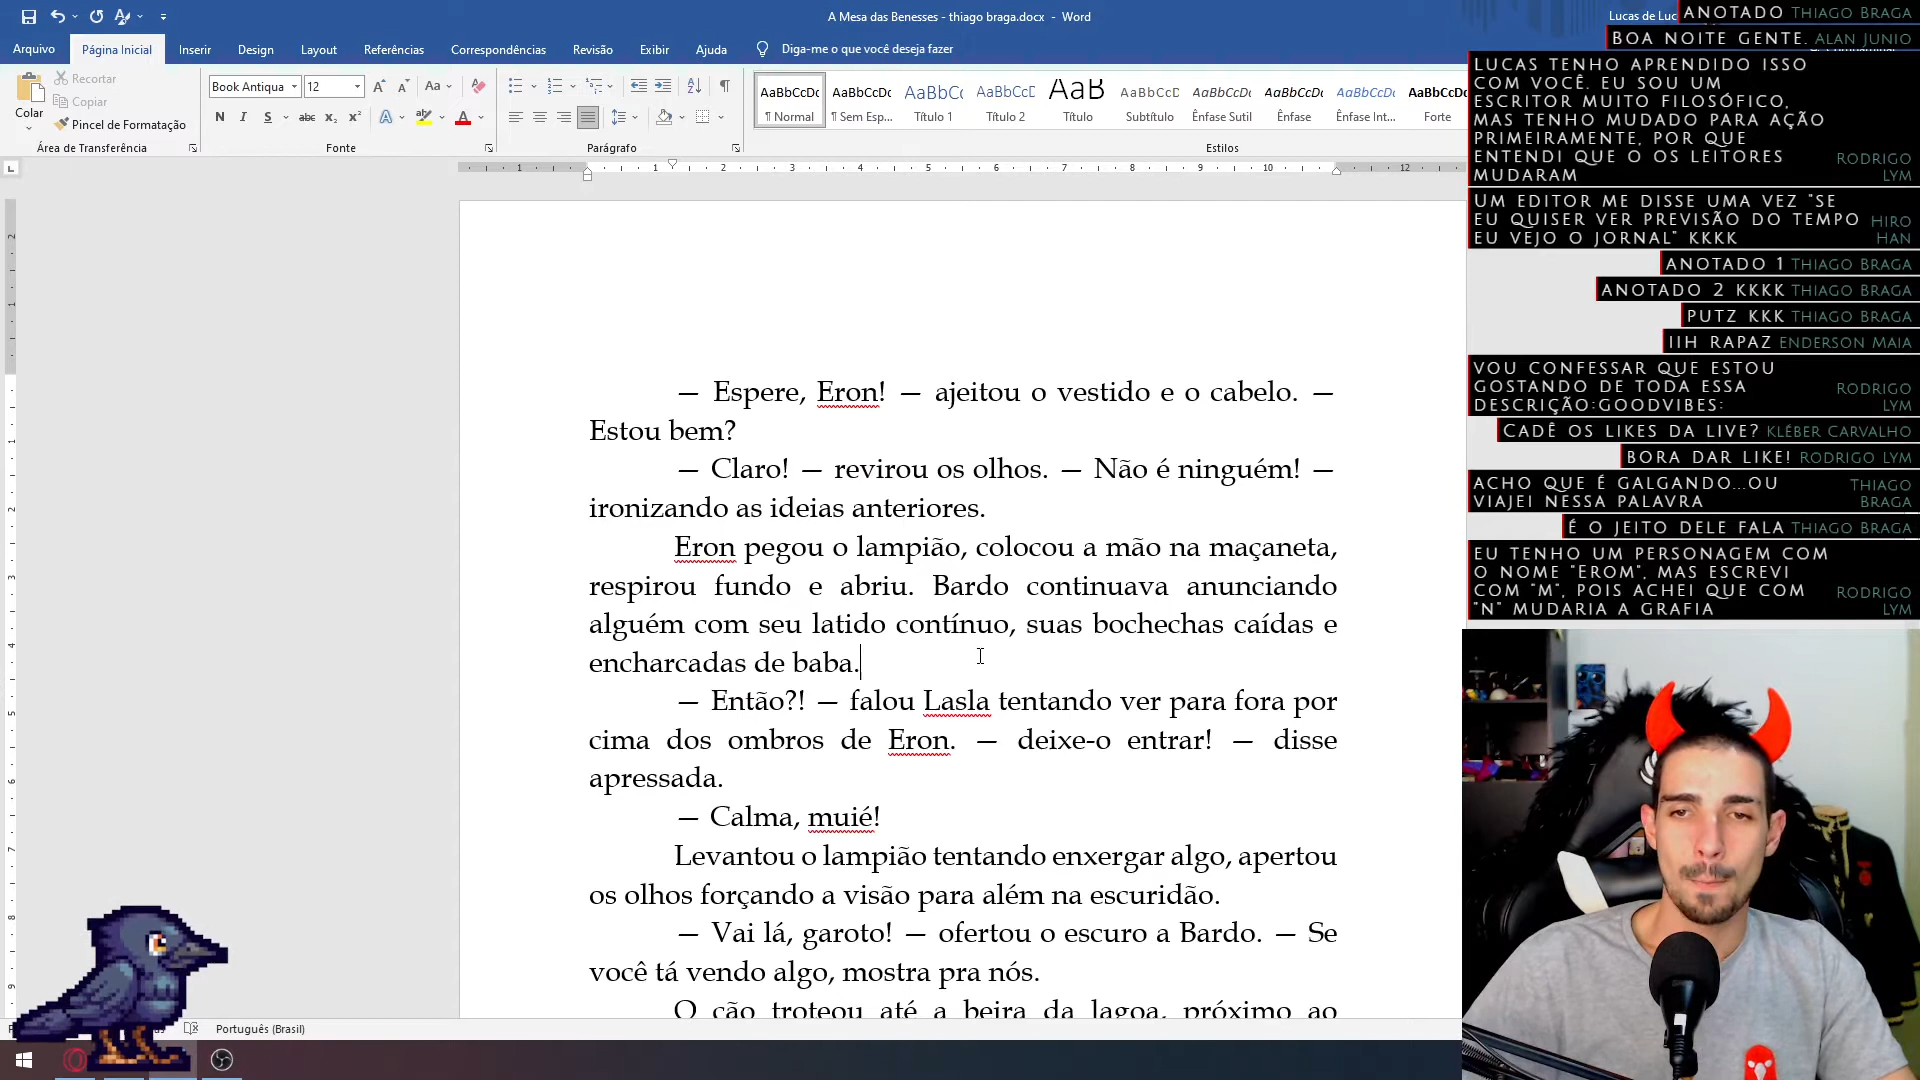 A Mesa das Benesses - thiago braga.docx - Word
Lucas de Luc
Arquivo
Página Inicial
Inserir
Design
Layout
Referências
Correspondências
Revisão
Exibir
Ajuda
Diga-me o que você deseja fazer
Colar
Recortar
Copiar
Pincel de Formatação
Área de Transferência
Book Antiqua
12
Aa
N I S abc x₂ x²
Fonte
Parágrafo
AaBbCcDc
¶ Normal
AaBbCcDc
¶ Sem Esp...
AaBbCc
Título 1
AaBbCcD
Título 2
AaB
Título
AaBbCcD
Subtítulo
AaBbCcDc
Ênfase Sutil
AaBbCcDc
Ênfase
AaBbCcDc
Ênfase Int...
AaBbCcDc
Forte
Estilos
— Espere, Eron! — ajeitou o vestido e o cabelo. —
Estou bem?
— Claro! — revirou os olhos. — Não é ninguém! —
ironizando as ideias anteriores.
Eron pegou o lampião, colocou a mão na maçaneta,
respirou fundo e abriu. Bardo continuava anunciando
alguém com seu latido contínuo, suas bochechas caídas e
encharcadas de baba.
— Então?! — falou Lasla tentando ver para fora por
cima dos ombros de Eron. — deixe-o entrar! — disse
apressada.
— Calma, muié!
Levantou o lampião tentando enxergar algo, apertou
os olhos forçando a visão para além na escuridão.
— Vai lá, garoto! — ofertou o escuro a Bardo. — Se
você tá vendo algo, mostra pra nós.
O cão troteou até a beira da lagoa, próximo ao
Português (Brasil)
ANOTADO THIAGO BRAGA
BOA NOITE GENTE. ALAN JUNIO
LUCAS TENHO APRENDIDO ISSO
COM VOCÊ. EU SOU UM
ESCRITOR MUITO FILOSÓFICO,
MAS TENHO MUDADO PARA AÇÃO
PRIMEIRAMENTE, POR QUE
ENTENDI QUE O OS LEITORES
MUDARAM
RODRIGO
LYM
UM EDITOR ME DISSE UMA VEZ "SE
EU QUISER VER PREVISÃO DO TEMPO
EU VEJO O JORNAL" KKKK
HIRO
HAN
ANOTADO 1 THIAGO BRAGA
ANOTADO 2 KKKK THIAGO BRAGA
PUTZ KKK THIAGO BRAGA
IIH RAPAZ ENDERSON MAIA
VOU CONFESSAR QUE ESTOU
GOSTANDO DE TODA ESSA
DESCRIÇÃO:GOODVIBES:
RODRIGO
LYM
CADÊ OS LIKES DA LIVE? KLÉBER CARVALHO
BORA DAR LIKE! RODRIGO LYM
ACHO QUE É GALGANDO...OU
VIAJEI NESSA PALAVRA
THIAGO
BRAGA
É O JEITO DELE FALA THIAGO BRAGA
EU TENHO UM PERSONAGEM COM
O NOME "EROM", MAS ESCREVI
COM "M", POIS ACHEI QUE COM
"N" MUDARIA A GRAFIA
RODRIGO
LYM